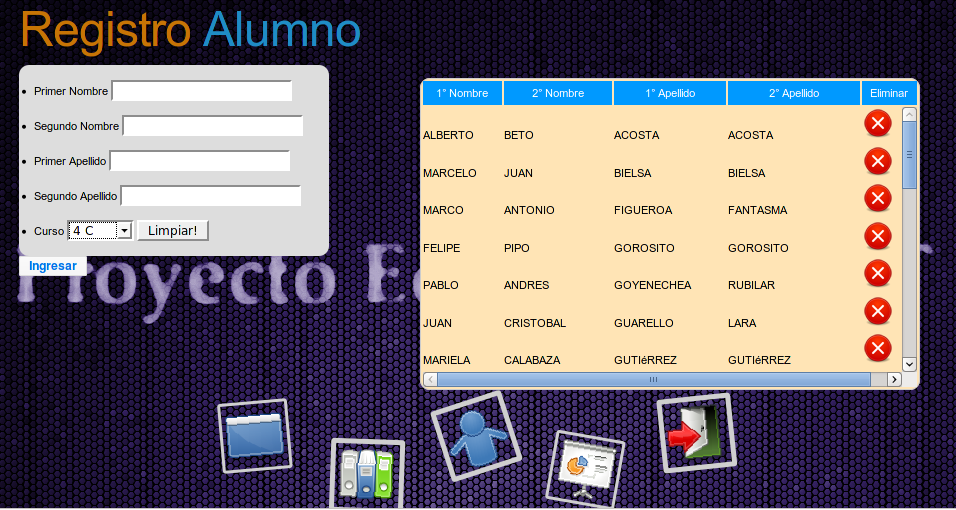 Registro Alumno
Primer Nombre
Segundo Nombre
Primer Apellido
Segundo Apellido
Curso 4 C Limpiar!
Ingresar
Proyecto
1° Nombre 2° Nombre 1° Apellido 2° Apellido Eliminar
ALBERTO BETO ACOSTA ACOSTA
MARCELO JUAN BIELSA BIELSA
MARCO ANTONIO FIGUEROA FANTASMA
FELIPE PIPO GOROSITO GOROSITO
PABLO ANDRES GOYENECHEA RUBILAR
JUAN CRISTOBAL GUARELLO LARA
MARIELA CALABAZA GUTIéRREZ GUTIéRREZ